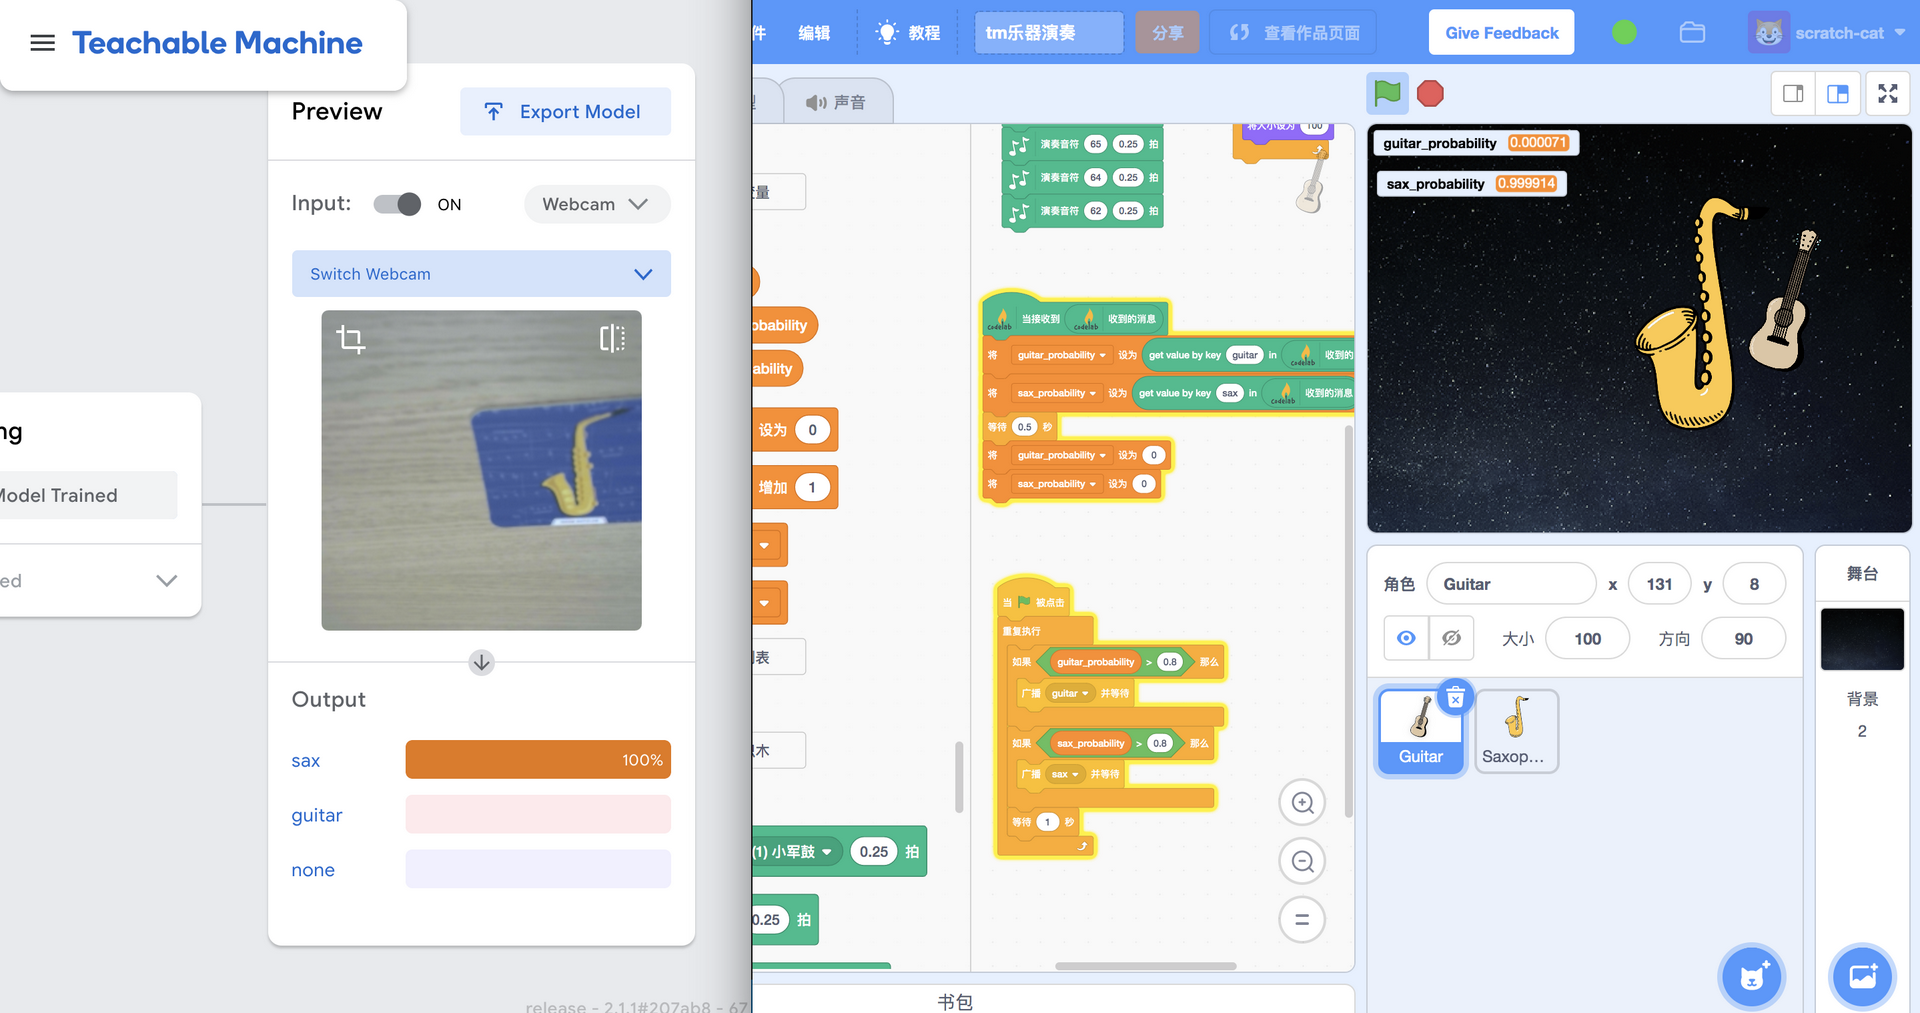 Teachable Machine
Preview
Export Model
Input:
ON
Webcam
Switch Webcam
ng
Model Trained
ed
Output
sax
100%
guitar
none
release - 2.1.1#207ab8 - 67
件
编辑
教程
tm乐器演奏
分享
查看作品页面
Give Feedback
scratch-cat
声音
变量
obability
ability
设为 0
增加 1
列表
积木
(1) 小军鼓 0.25 拍
0.25 拍
将大小设为 100
演奏音符 65 0.25 拍
演奏音符 64 0.25 拍
演奏音符 62 0.25 拍
当接收到 codelab 收到的消息
将 guitar_probability 设为 get value by key guitar in codelab 收到的
将 sax_probability 设为 get value by key sax in codelab 收到的消息
等待 0.5 秒
将 guitar_probability 设为 0
将 sax_probability 设为 0
当 被点击
重复执行
如果 guitar_probability > 0.8 那么
广播 guitar 并等待
如果 sax_probability > 0.8 那么
广播 sax 并等待
等待 1 秒
书包
guitar_probability 0.000071
sax_probability 0.999914
角色 Guitar x 131 y 8
大小 100 方向 90
Guitar
Saxop...
舞台
背景
2